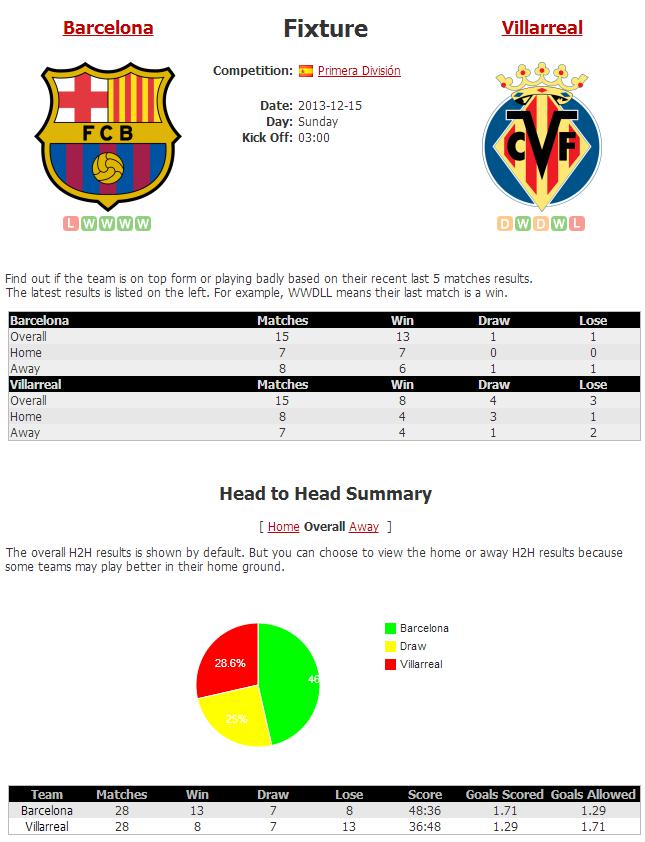 Barcelona
Fixture
Villarreal
Competition: Primera División
Date: 2013-12-15
Day: Sunday
Kick Off: 03:00
FCB
CVF
L W W W W
D W D W L
Find out if the team is on top form or playing badly based on their recent last 5 matches results.
The latest results is listed on the left. For example, WWDLL means their last match is a win.
Barcelona Matches Win Draw Lose
Overall 15 13 1 1
Home 7 7 0 0
Away 8 6 1 1
Villarreal Matches Win Draw Lose
Overall 15 8 4 3
Home 8 4 3 1
Away 7 4 1 2
Head to Head Summary
[ Home Overall Away ]
The overall H2H results is shown by default. But you can choose to view the home or away H2H results because
some teams may play better in their home ground.
Barcelona
Draw
Villarreal
28.6%
46
25%
Team Matches Win Draw Lose Score Goals Scored Goals Allowed
Barcelona 28 13 7 8 48:36 1.71 1.29
Villarreal 28 8 7 13 36:48 1.29 1.71